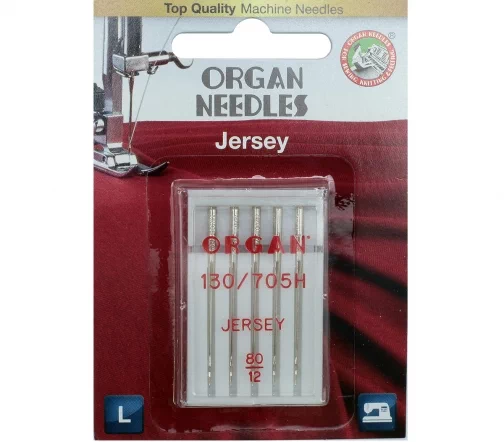 Top Quality Machine Needles
ORGAN
NEEDLES
Jersey
ORGAN
130/705H
JERSEY
80
12
L